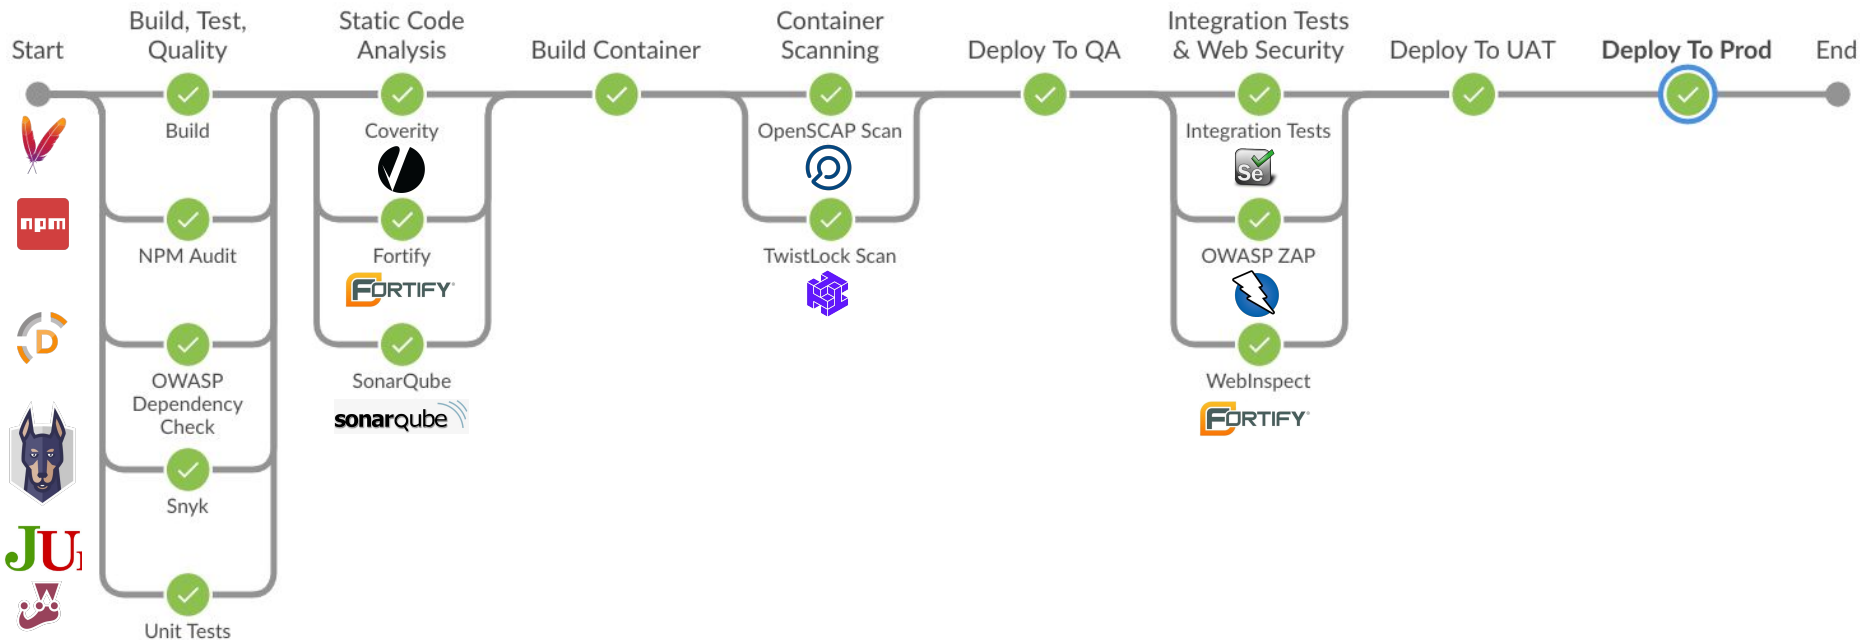 Start
Build, Test,
Quality
Static Code
Analysis
Build Container
Container
Scanning
Deploy To QA
Integration Tests
& Web Security
Deploy To UAT
Deploy To Prod
End
Build
NPM Audit
OWASP
Dependency
Check
Snyk
Unit Tests
npm
D
JU
Coverity
Fortify
FORTIFY
SonarQube
sonarqube
OpenSCAP Scan
TwistLock Scan
Integration Tests
Se
OWASP ZAP
WebInspect
FORTIFY